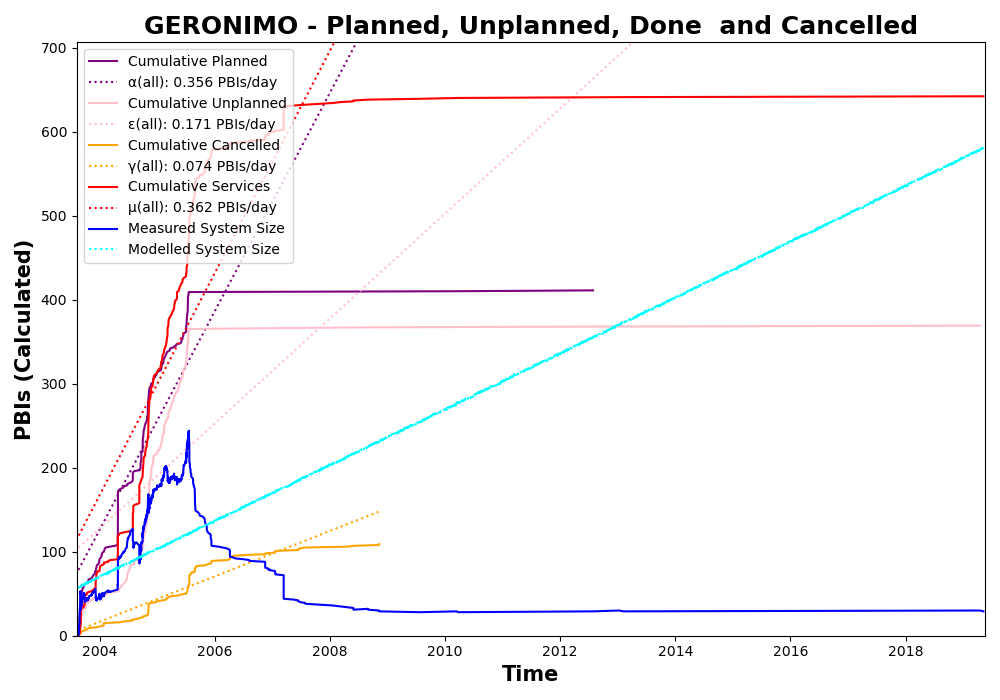 GERONIMO - Planned, Unplanned, Done  and Cancelled
PBIs (Calculated)
700
600
500
400
300
200
100
0
Cumulative Planned
α(all): 0.356 PBIs/day
Cumulative Unplanned
ε(all): 0.171 PBIs/day
Cumulative Cancelled
γ(all): 0.074 PBIs/day
Cumulative Services
μ(all): 0.362 PBIs/day
Measured System Size
Modelled System Size
2004 2006 2008 2010 2012 2014 2016 2018
Time